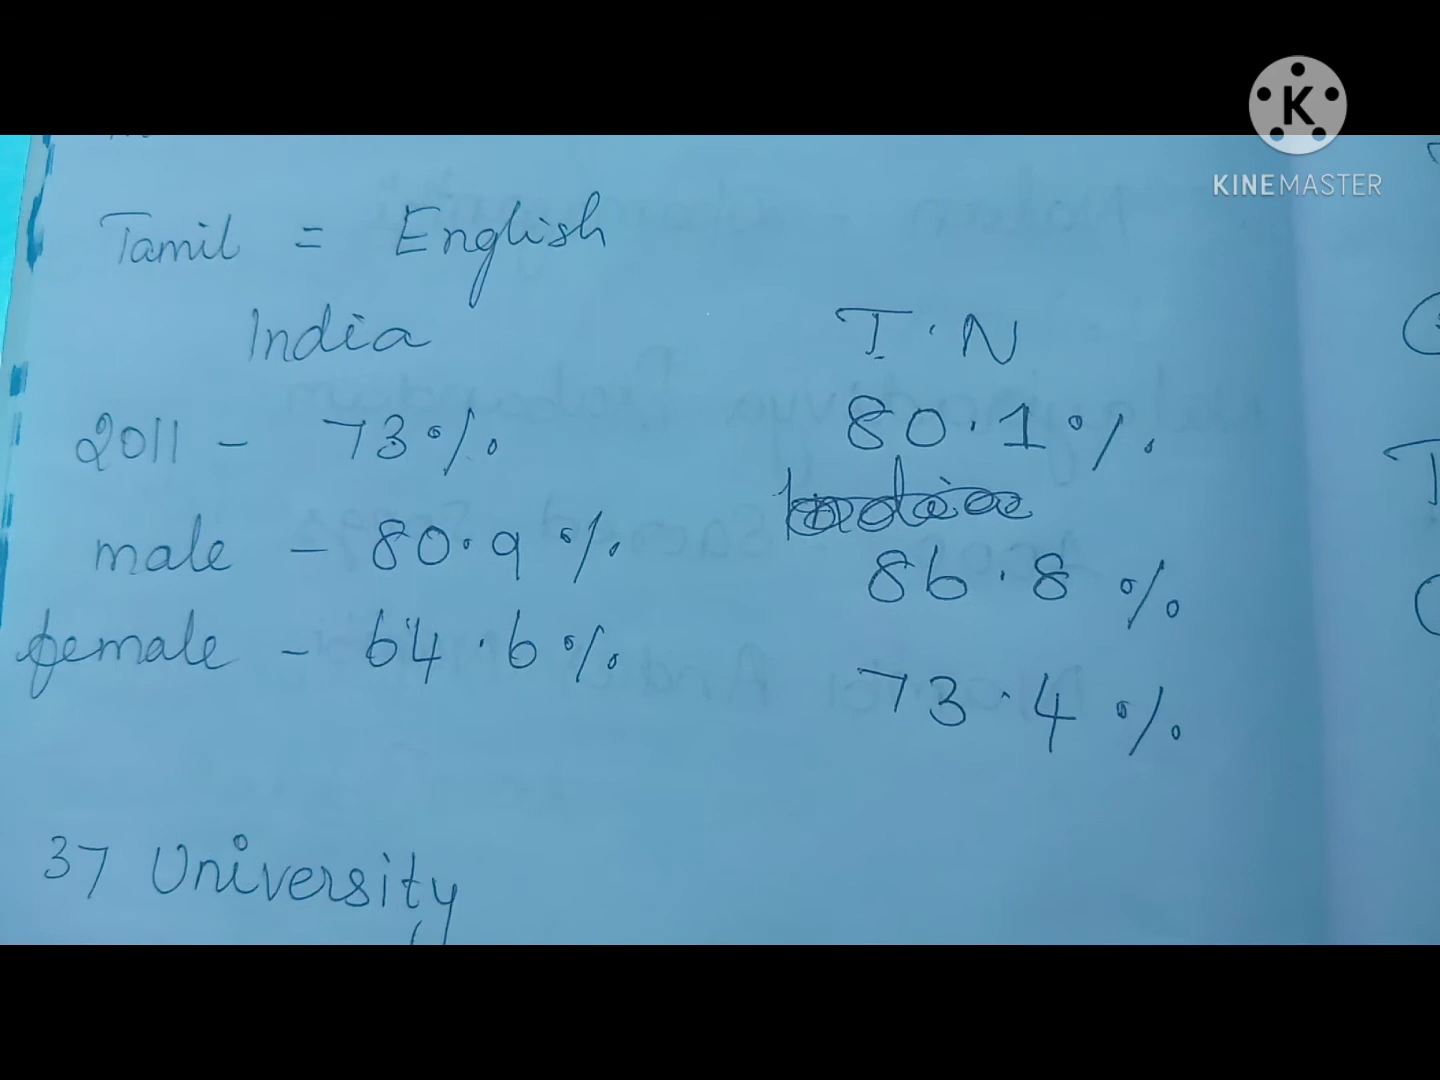 K
KINEMASTER
Tamil = English
India T.N
2011 - 73% 80.1%
male - 80.9% 86.8%
female - 64.6% 73.4%
37 University